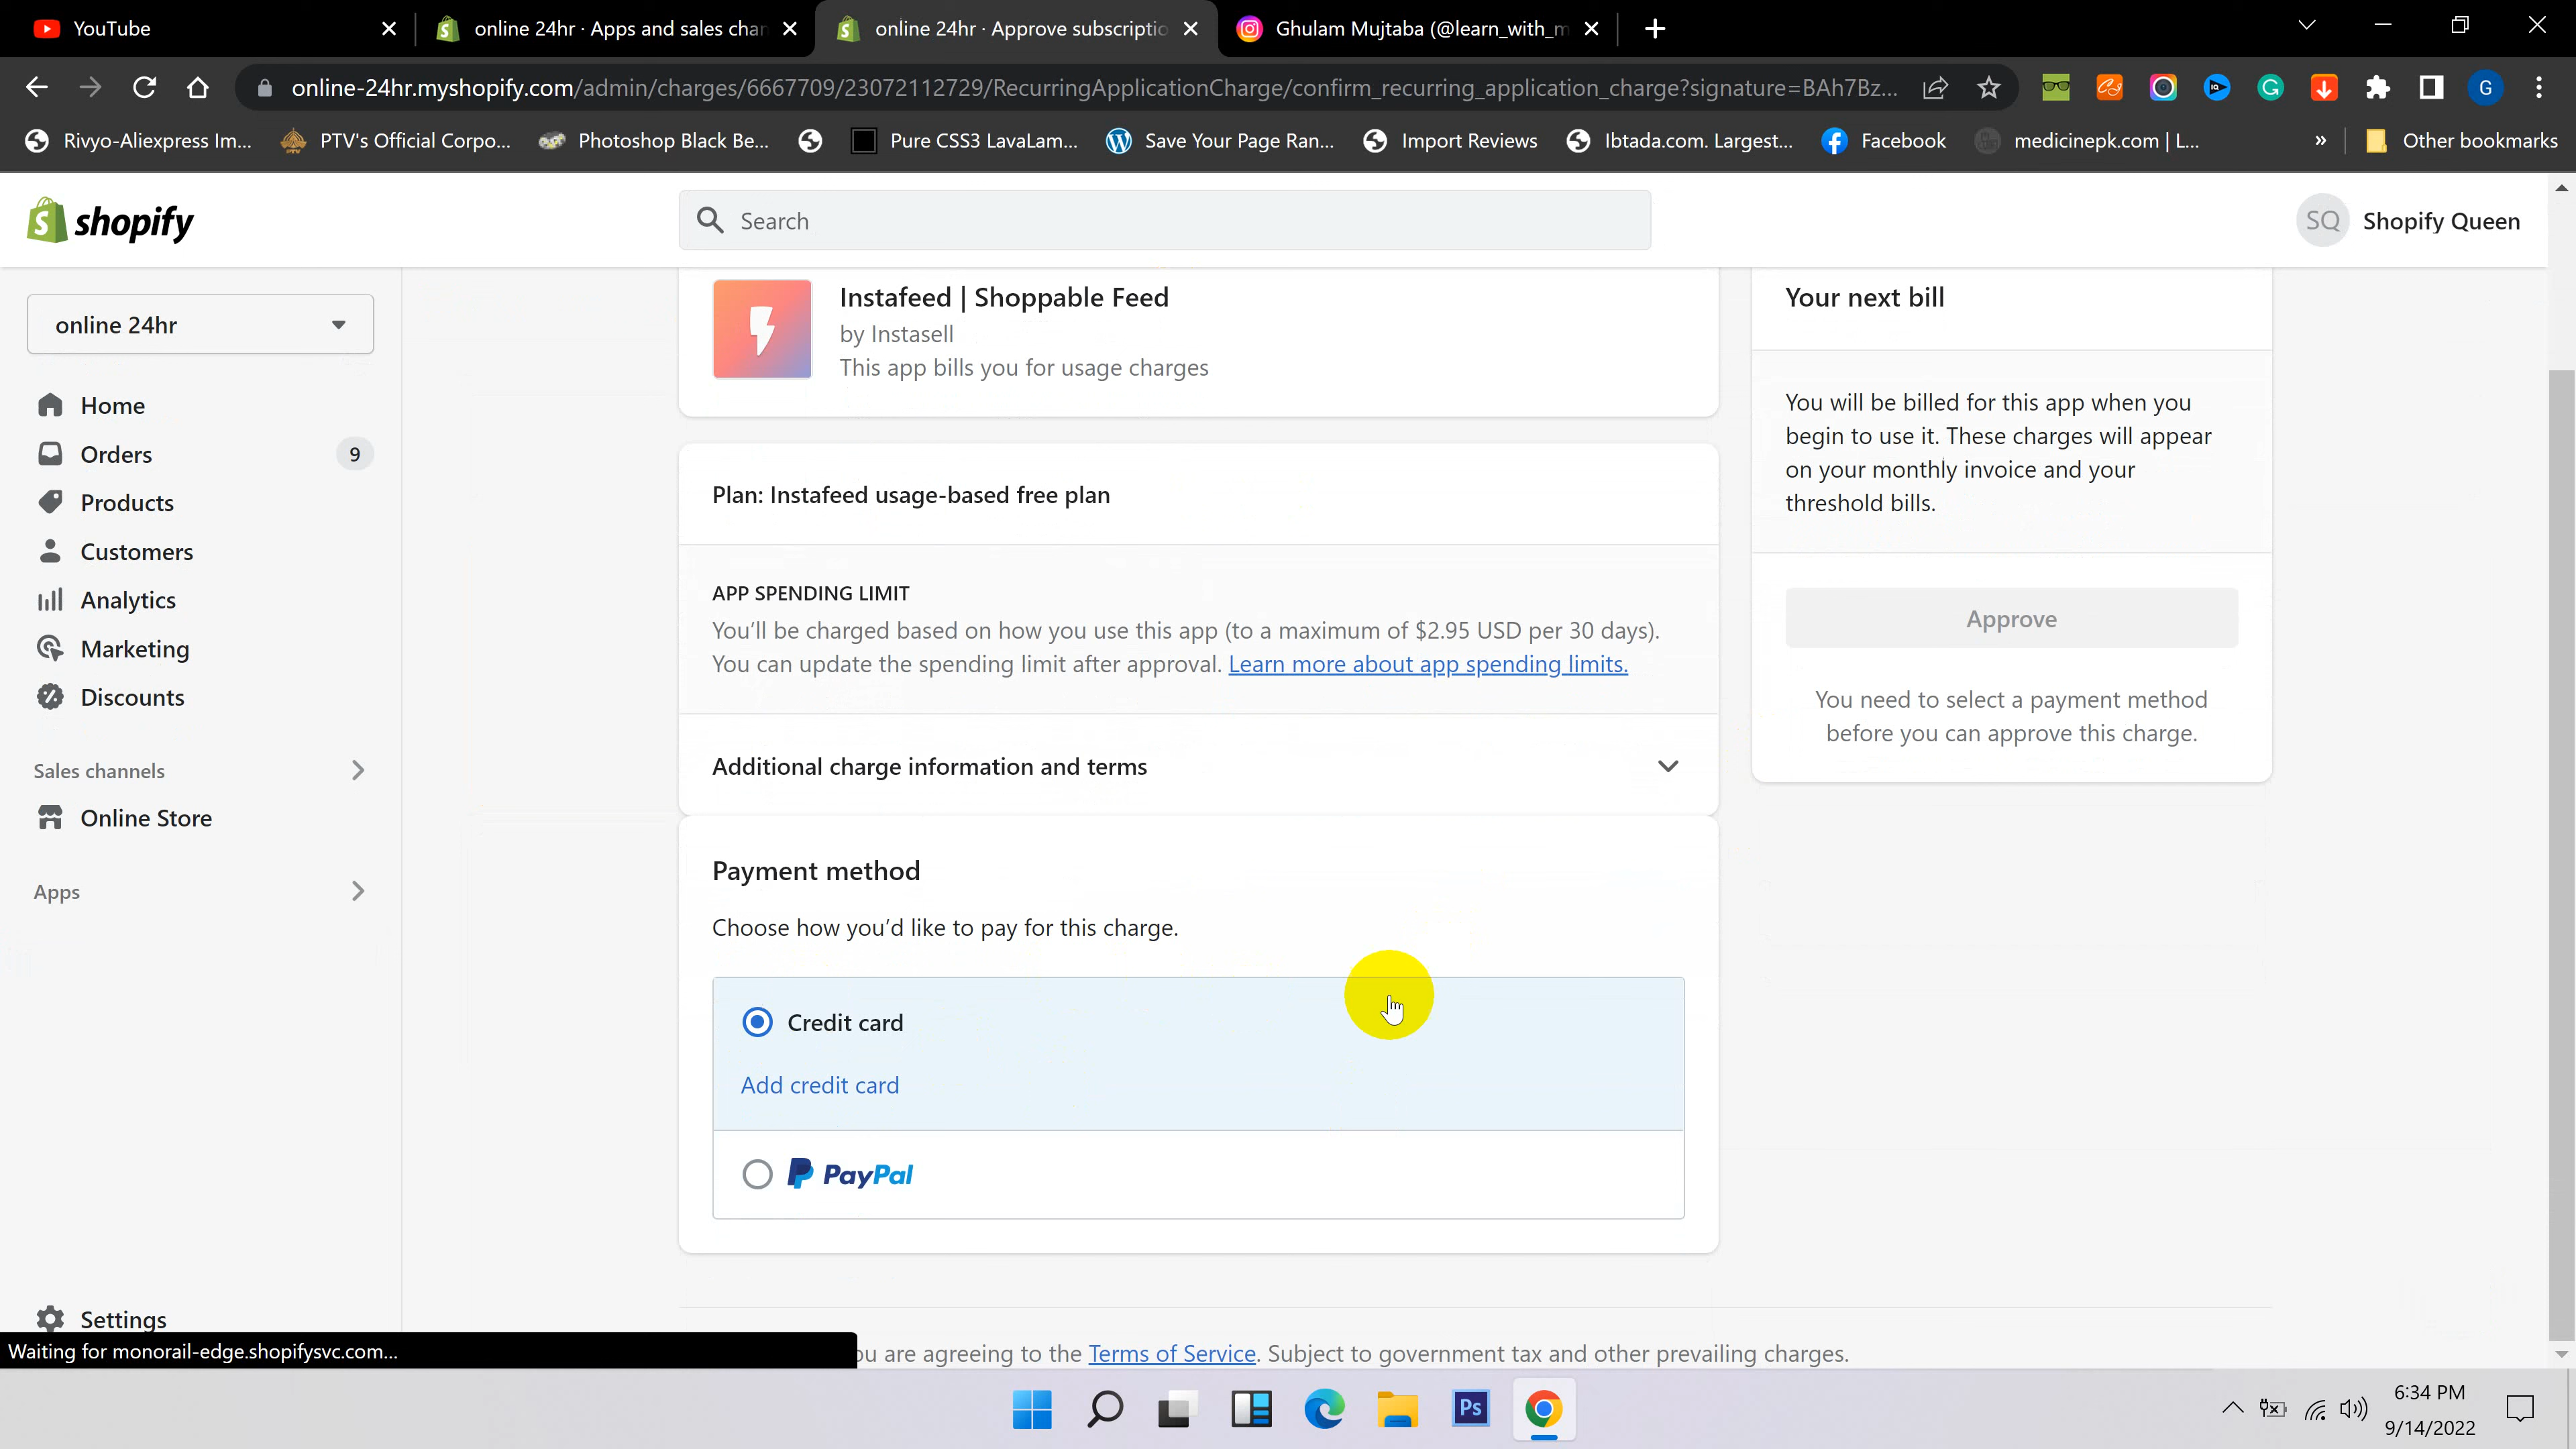 YouTube
online 24hr · Apps and sales chan
online 24hr · Approve subscriptio
Ghulam Mujtaba (@learn_with_m
online-24hr.myshopify.com/admin/charges/6667709/23072112729/RecurringApplicationCharge/confirm_recurring_application_charge?signature=BAh7Bz...
G
Rivyo-Aliexpress Im...
PTV's Official Corpo...
Photoshop Black Be...
Pure CSS3 LavaLam...
Save Your Page Ran...
Import Reviews
Ibtada.com. Largest...
Facebook
medicinepk.com | L...
»
Other bookmarks
shopify
Search
SQ
Shopify Queen
online 24hr
Home
Orders
9
Products
Customers
Analytics
Marketing
Discounts
Sales channels
Online Store
Apps
Settings
Instafeed | Shoppable Feed
by Instasell
This app bills you for usage charges
Plan: Instafeed usage-based free plan
APP SPENDING LIMIT
You'll be charged based on how you use this app (to a maximum of $2.95 USD per 30 days).
You can update the spending limit after approval. Learn more about app spending limits.
Additional charge information and terms
Payment method
Choose how you'd like to pay for this charge.
Credit card
Add credit card
PayPal
Your next bill
You will be billed for this app when you
begin to use it. These charges will appear
on your monthly invoice and your
threshold bills.
Approve
You need to select a payment method
before you can approve this charge.
Waiting for monorail-edge.shopifysvc.com...
ou are agreeing to the Terms of Service. Subject to government tax and other prevailing charges.
Ps
6:34 PM
9/14/2022